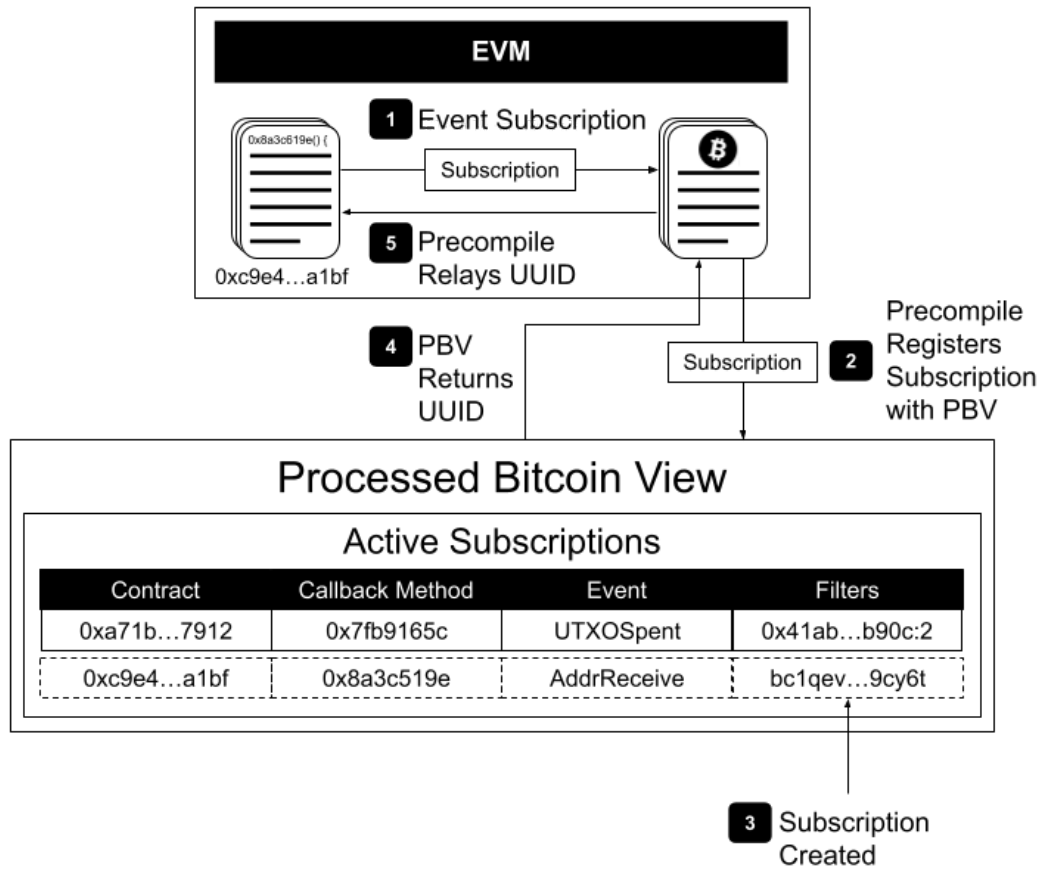 EVM
1 Event Subscription
0x8a3c619e() {
Subscription
5 Precompile
Relays UUID
0xc9e4…a1bf
4 PBV
Returns
UUID
Subscription
2
Precompile
Registers
Subscription
with PBV
Processed Bitcoin View
Active Subscriptions
Contract Callback Method Event Filters
0xa71b…7912 0x7fb9165c UTXOSpent 0x41ab…b90c:2
0xc9e4…a1bf 0x8a3c519e AddrReceive bc1qev…9cy6t
3 Subscription
Created